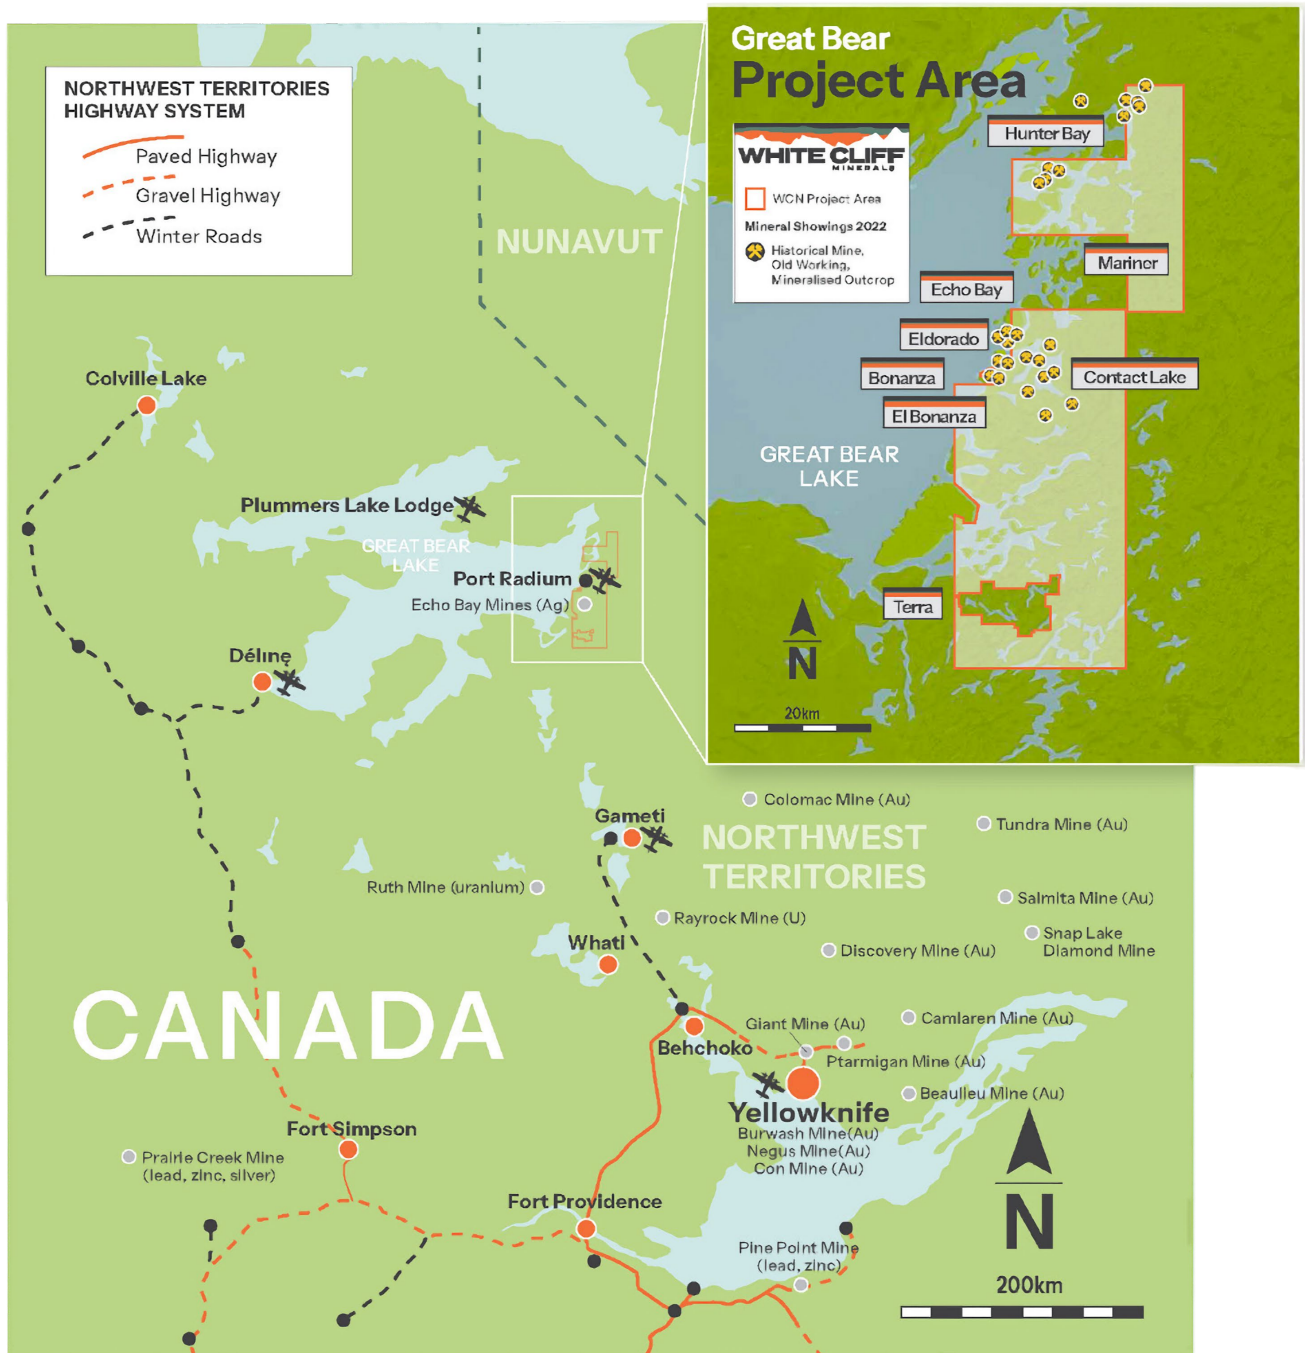 NORTHWEST TERRITORIES
HIGHWAY SYSTEM
Paved Highway
Gravel Highway
Winter Roads
NUNAVUT
Great Bear
Project Area
WHITE CLIFF
MINERALS
WCN Project Area
Mineral Showings 2022
Historical Mine,
Old Working,
Mineralised Outcrop
Hunter Bay
Mariner
Echo Bay
Eldorado
Bonanza
Contact Lake
El Bonanza
GREAT BEAR
LAKE
Terra
N
20km
Colville Lake
Plummers Lake Lodge
GREAT BEAR
LAKE
Port Radium
Echo Bay Mines (Ag)
Délınę
Colomac Mine (Au)
Gameti
NORTHWEST
TERRITORIES
Tundra Mine (Au)
Ruth Mine (uranium)
Salmita Mine (Au)
Rayrock Mine (U)
Snap Lake
Diamond Mine
Whati
Discovery Mine (Au)
CANADA
Giant Mine (Au)
Camlaren Mine (Au)
Behchoko
Ptarmigan Mine (Au)
Beaulieu Mine (Au)
Yellowknife
Burwash Mine(Au)
Negus Mine(Au)
Con Mine (Au)
Fort Simpson
Prairie Creek Mine
(lead, zinc, silver)
Fort Providence
Pine Point Mine
(lead, zinc)
N
200km